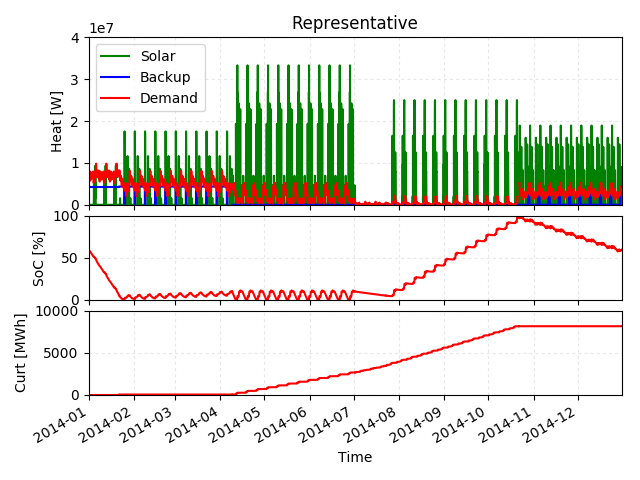 Representative
1e7
4
3
2
1
0
Heat [W]
Solar
Backup
Demand
100
50
0
SoC [%]
10000
5000
0
Curt [MWh]
2014-01
2014-02
2014-03
2014-04
2014-05
2014-06
2014-07
2014-08
2014-09
2014-10
2014-11
2014-12
Time